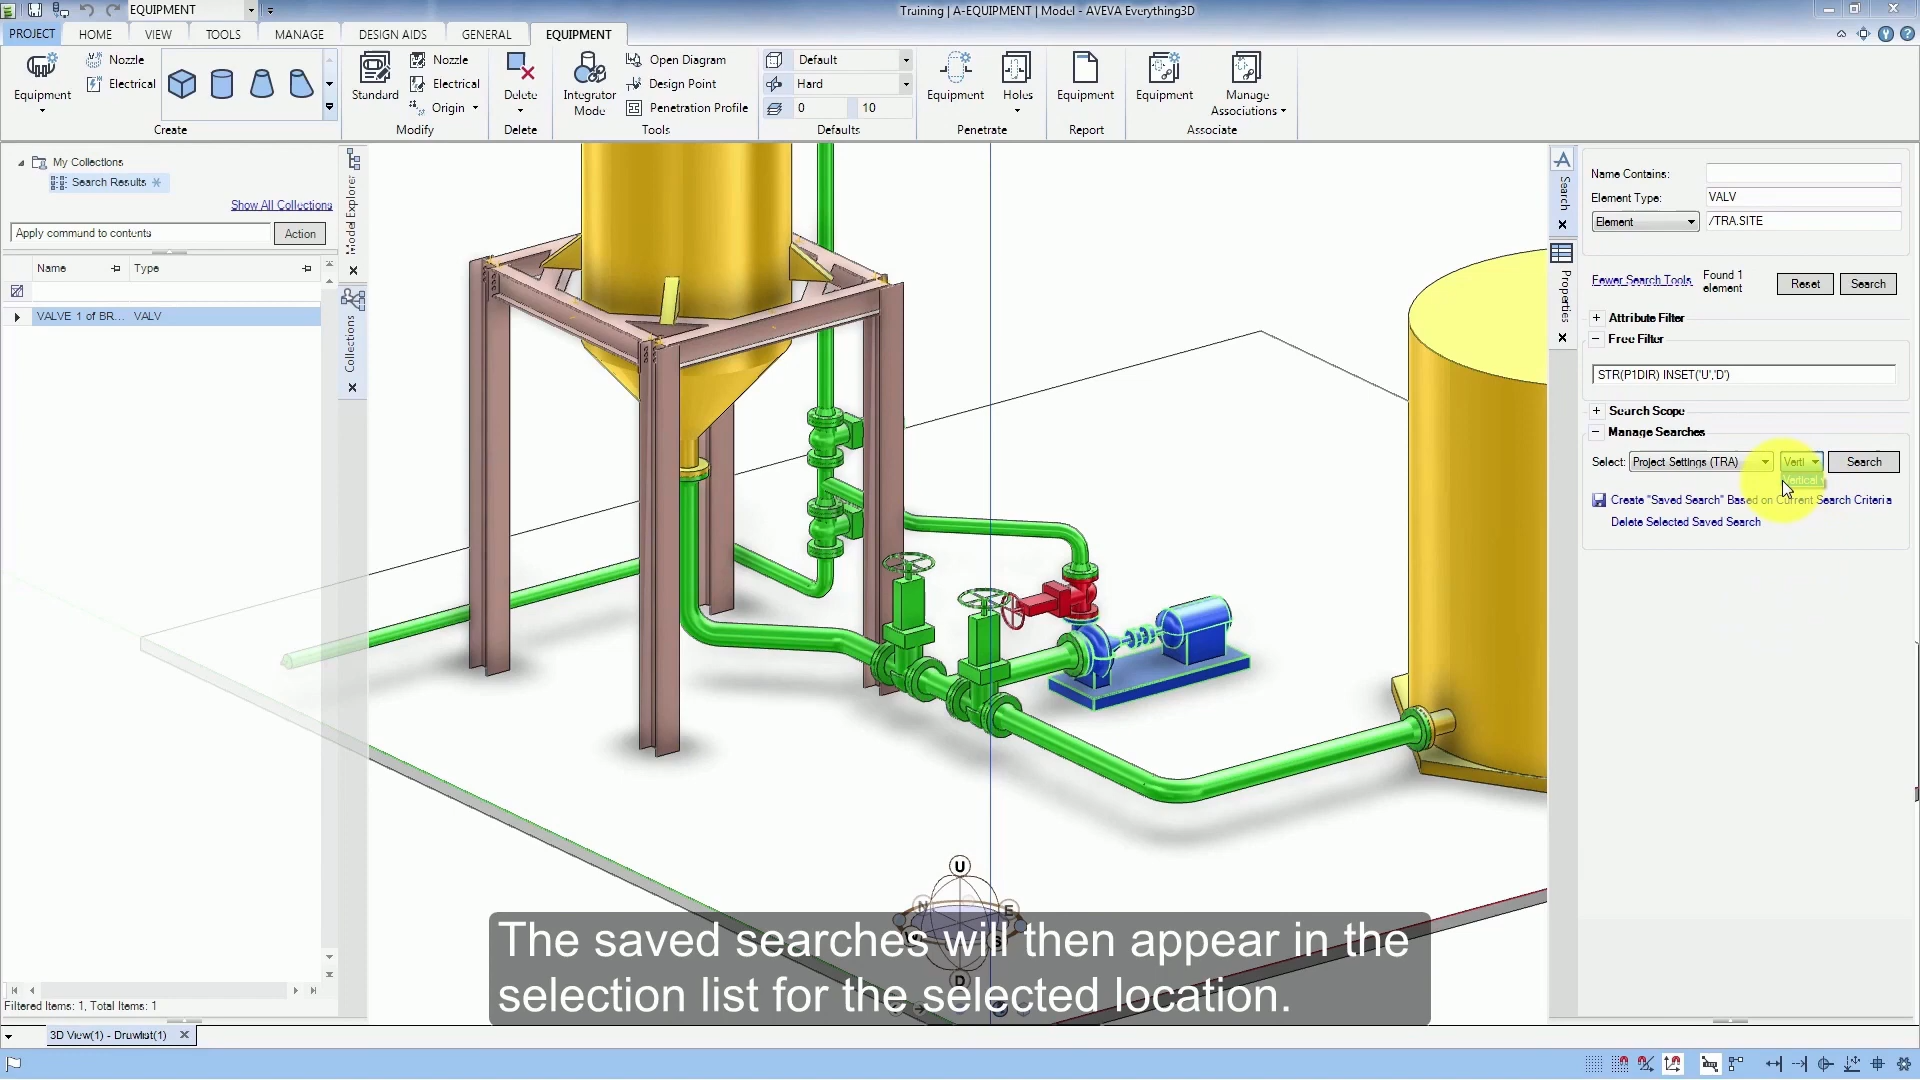 EQUIPMENT
Training | A-EQUIPMENT | Model - AVEVA Everything3D
PROJECT HOME VIEW TOOLS MANAGE DESIGN AIDS GENERAL EQUIPMENT
Equipment
Nozzle
Electrical
Create
Standard
Nozzle
Electrical
Origin
Modify
Delete
Delete
Integrator
Mode
Open Diagram
Design Point
Penetration Profile
Tools
Default
Hard
0 10
Defaults
Equipment
Holes
Penetrate
Equipment
Report
Equipment
Manage
Associations
Associate
My Collections
Search Results
Show All Collections
Apply command to contents
Action
Name Type
VALVE 1 of BR... VALV
Filtered Items: 1, Total Items: 1
Model Explorer
Collections
3D View(1) - Drawlist(1)
U
N
E
S
D
Search
Properties
Name Contains:
Element Type: VALV
Element /TRA.SITE
Fewer Search Tools
Found 1
element
Reset
Search
Attribute Filter
Free Filter
STR(P1DIR) INSET('U','D')
Search Scope
Manage Searches
Select: Project Settings (TRA) Verti Search
Vertical
Create "Saved Search" Based on Current Search Criteria
Delete Selected Saved Search
The saved searches will then appear in the
selection list for the selected location.